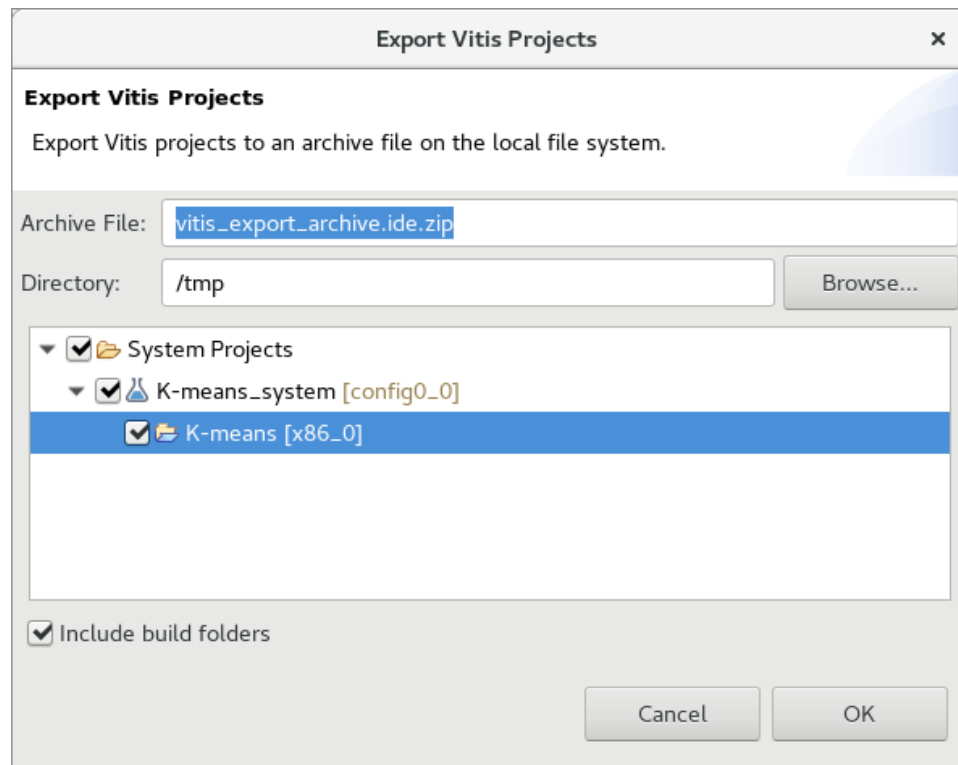 Export Vitis Projects
Export Vitis Projects
Export Vitis projects to an archive file on the local file system.
Archive File: vitis_export_archive.ide.zip
Directory: /tmp Browse...
System Projects
K-means_system [config0_0]
K-means [x86_0]
Include build folders
Cancel OK